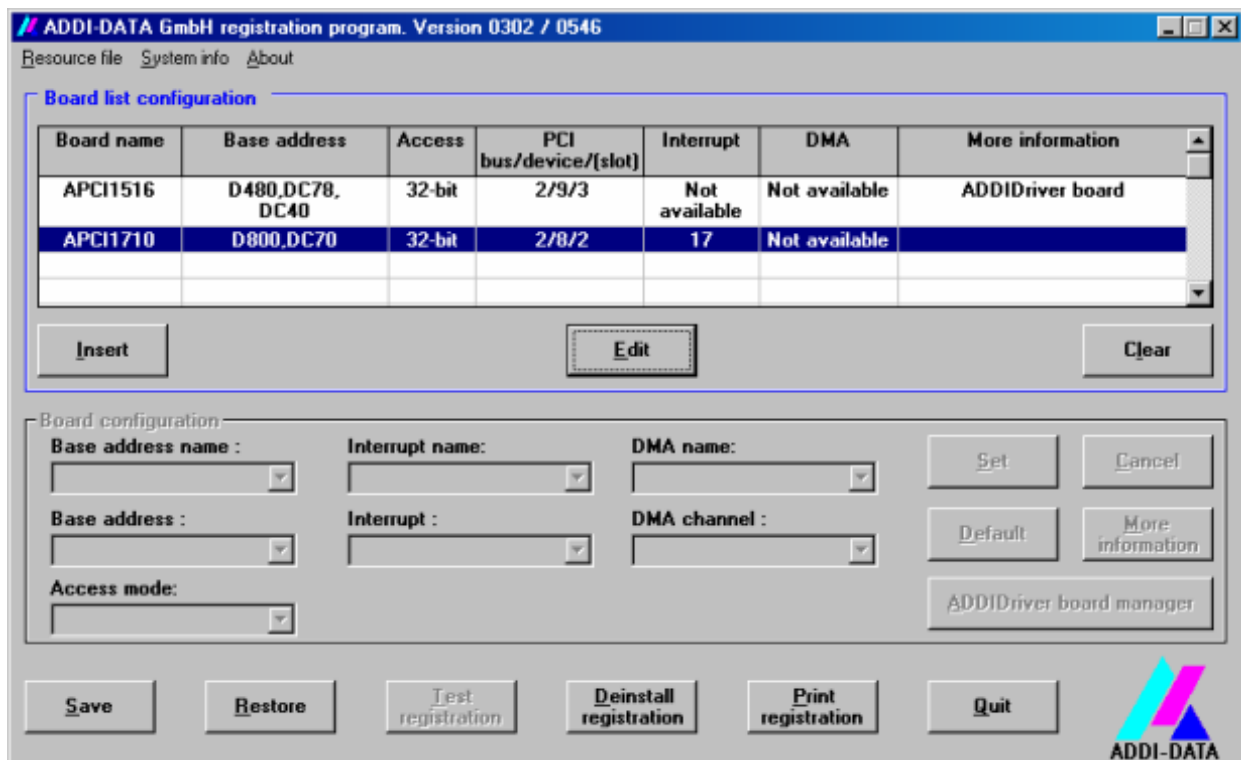 ADDI-DATA GmbH registration program. Version 0302 / 0546
Resource file System info About
Board list configuration
Board name Base address Access PCI bus/device/(slot) Interrupt DMA More information
APCI1516 D480,DC78, DC40 32-bit 2/9/3 Not available Not available ADDIDriver board
APCI1710 D800,DC70 32-bit 2/8/2 17 Not available
Insert Edit Clear
Board configuration
Base address name : Interrupt name: DMA name:
Set Cancel
Base address : Interrupt : DMA channel :
Default More information
Access mode:
ADDIDriver board manager
Save Restore Test registration Deinstall registration Print registration Quit
ADDI-DATA